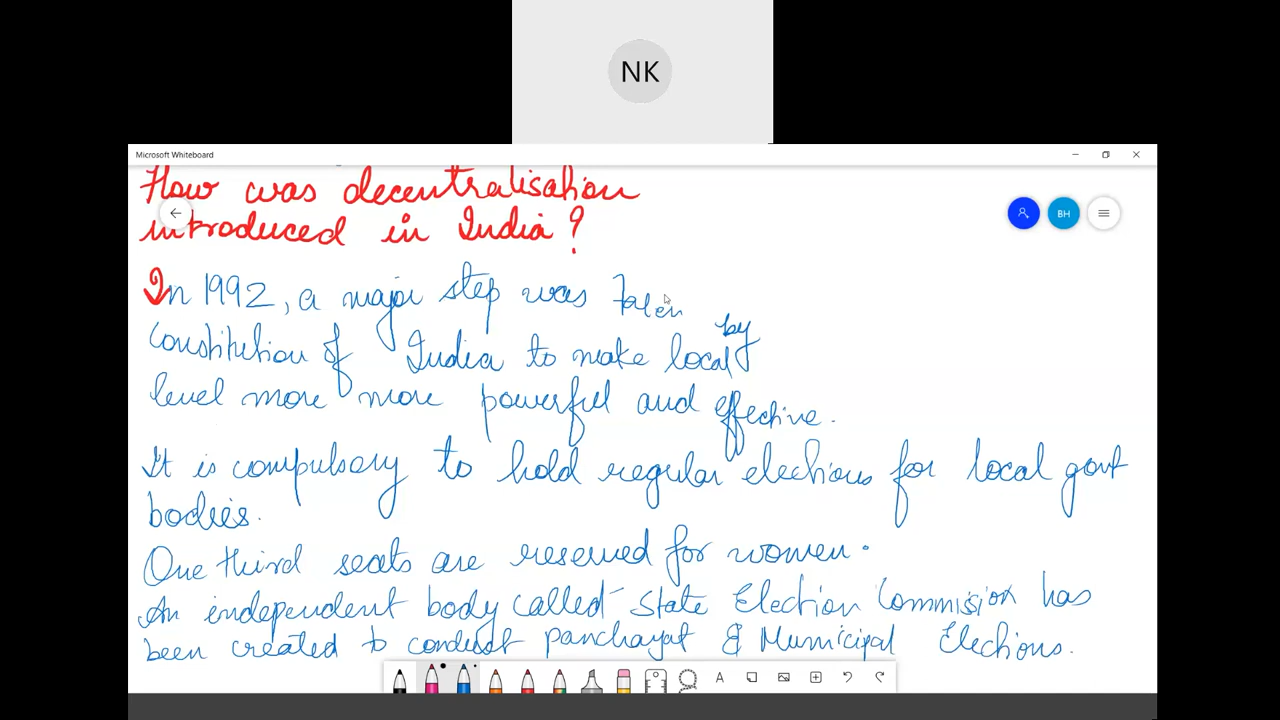 NK
Microsoft Whiteboard
How was decentralisation
introduced in India?
BH
In 1992, a major step was taken
by
Constitution of India to make local
level more more powerful and effective.
It is compulsory to hold regular elections for local govt
bodies.
One third seats are reserved for women.
An independent body called State Election Commission has
been created to conduct panchayat & Municipal Elections.
A